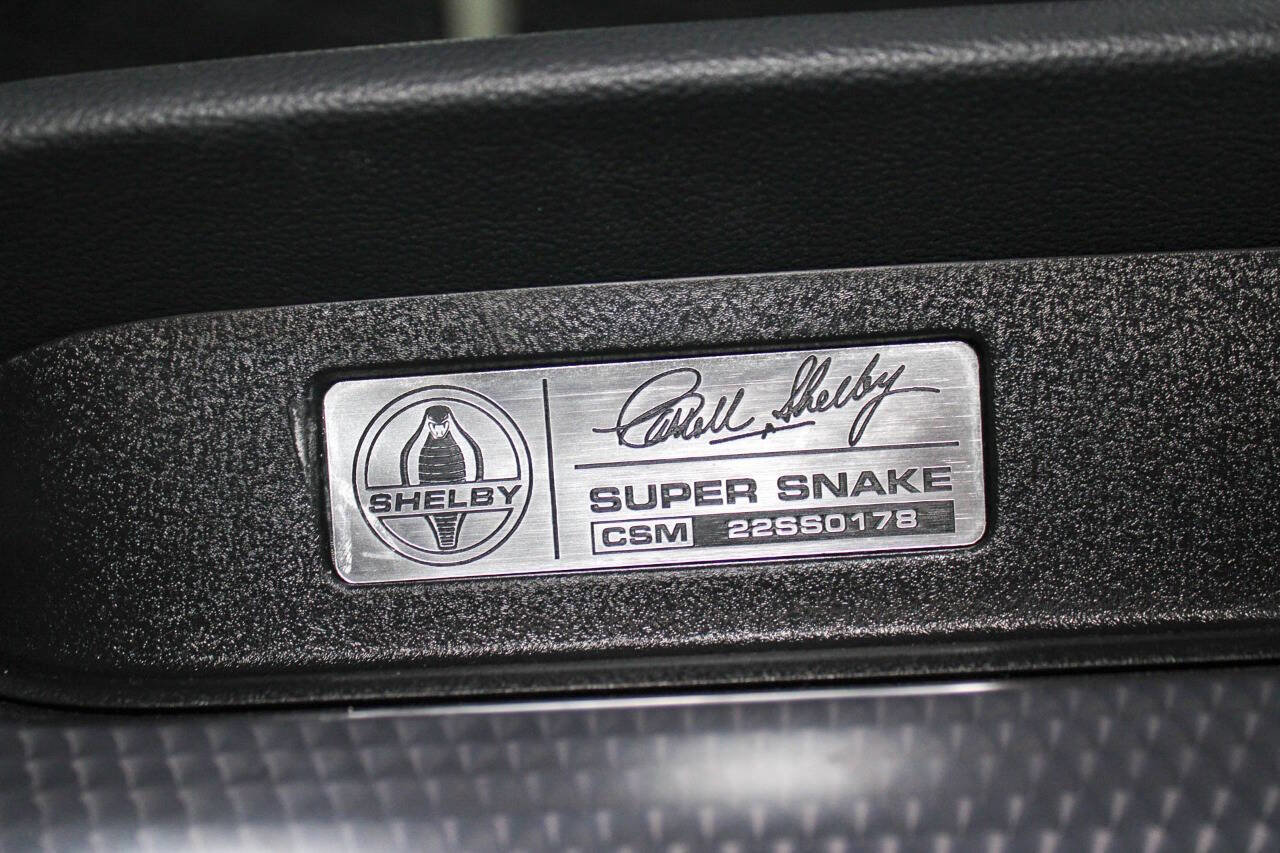 SHELBY
Carroll Shelby
SUPER SNAKE
CSM 22SS0178